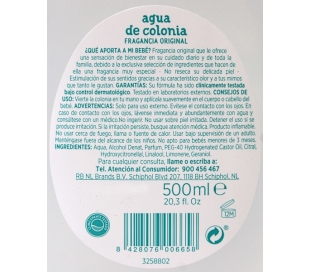 agua
de colonia
FRAGANCIA ORIGINAL
¿QUÉ APORTA A MI BEBÉ? Fragancia original que le ofrece
una sensación de bienestar en su cuidado diario y de toda la
familia, debido a la exclusiva selección de ingredientes que hacen de
ella una fragancia muy especial - No reseca su delicada piel -
Estimulación de sus sentidos gracias a su característico olor y a tus mimos
que tanto le gustan. GARANTÍAS: Su fórmula ha sido clínicamente testada
bajo control dermatológico* Testado en laboratorios externos. CONSEJOS DE
USO: Vierte la colonia en tu mano y aplícala suavemente en el cuerpo o cabello del
bebé. ADVERTENCIAS: Solo para uso externo. Evitar el contacto con los ojos. En
caso de contacto con los ojos, lávense inmediata y abundantemente con agua y
consúltese con un médico. No ingerir. No usar sobre piel irritada. Detener el uso si se
produce irritación. Si la irritación persiste, busque atención médica. Producto inflamable.
No usar cerca del fuego, llama o fuente de calor. Usar bajo supervisión de un adulto.
Manténgase fuera del alcance de los niños. No apto para bebés menores de 3 meses.
INGREDIENTES: Aqua, Alcohol Denat, Parfum, PEG-40 Hydrogenated Castor Oil, Citral,
Hydroxycitronellal, Linalool, Limonene, Geraniol.
Para cualquier consulta, llame o escriba a:
Tel. Atención al Consumidor: 900 456 467
RB NL Brands B.V. Schiphol Blvd 207, 1118 BH Schiphol, NL
500ml e
20,3 fl. Oz
12M
8 428076 006658
3258802